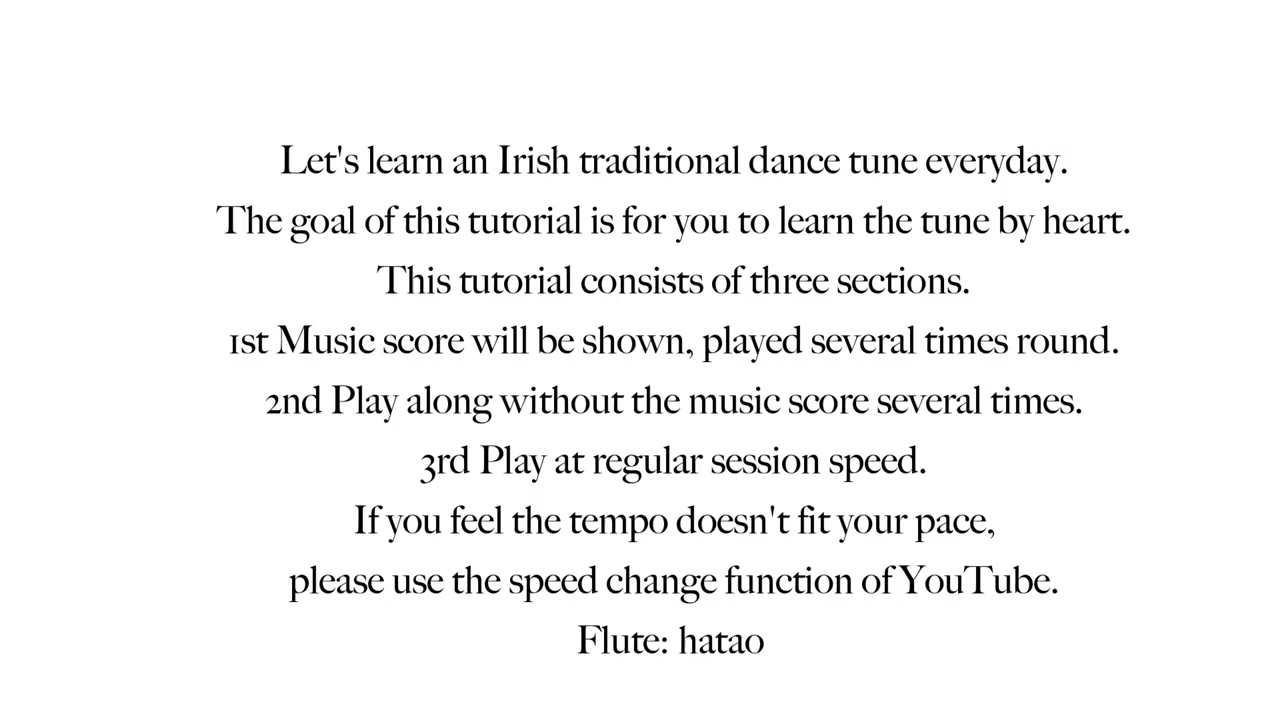 Let's learn an Irish traditional dance tune everyday.
The goal of this tutorial is for you to learn the tune by heart.
This tutorial consists of three sections.
1st Music score will be shown, played several times round.
2nd Play along without the music score several times.
3rd Play at regular session speed.
If you feel the tempo doesn't fit your pace,
please use the speed change function of YouTube.
Flute: hatao